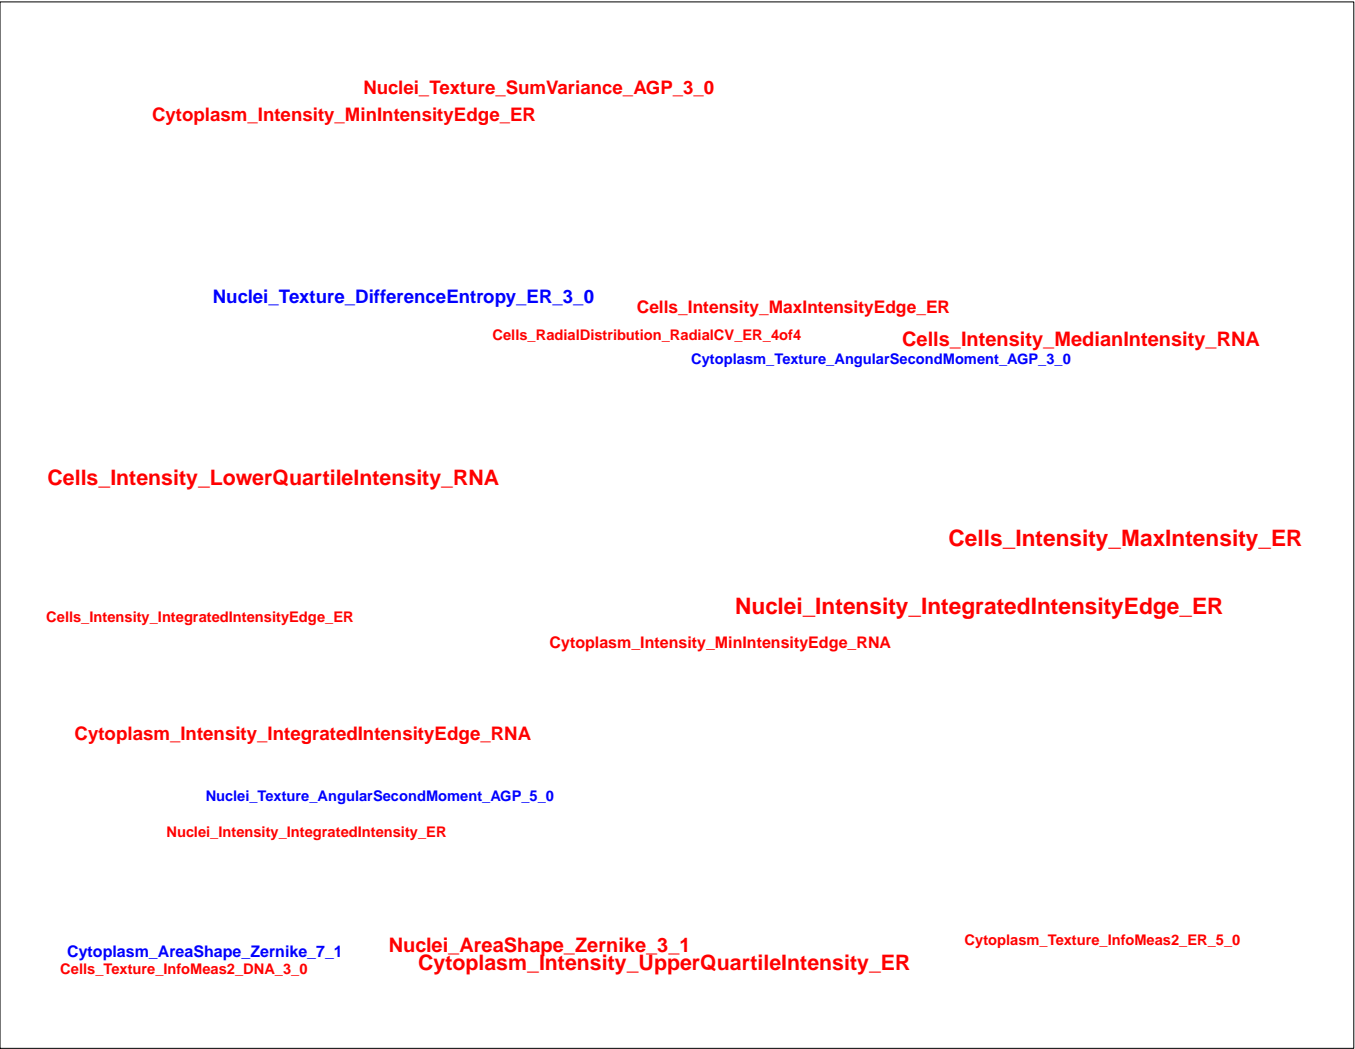 Nuclei_Texture_SumVariance_AGP_3_0
Cytoplasm_Intensity_MinIntensityEdge_ER
Nuclei_Texture_DifferenceEntropy_ER_3_0
Cells_Intensity_MaxIntensityEdge_ER
Cells_RadialDistribution_RadialCV_ER_4of4
Cells_Intensity_MedianIntensity_RNA
Cytoplasm_Texture_AngularSecondMoment_AGP_3_0
Cells_Intensity_LowerQuartileIntensity_RNA
Cells_Intensity_MaxIntensity_ER
Nuclei_Intensity_IntegratedIntensityEdge_ER
Cells_Intensity_IntegratedIntensityEdge_ER
Cytoplasm_Intensity_MinIntensityEdge_RNA
Cytoplasm_Intensity_IntegratedIntensityEdge_RNA
Nuclei_Texture_AngularSecondMoment_AGP_5_0
Nuclei_Intensity_IntegratedIntensity_ER
Cytoplasm_Texture_InfoMeas2_ER_5_0
Nuclei_AreaShape_Zernike_3_1
Cytoplasm_AreaShape_Zernike_7_1
Cytoplasm_Intensity_UpperQuartileIntensity_ER
Cells_Texture_InfoMeas2_DNA_3_0